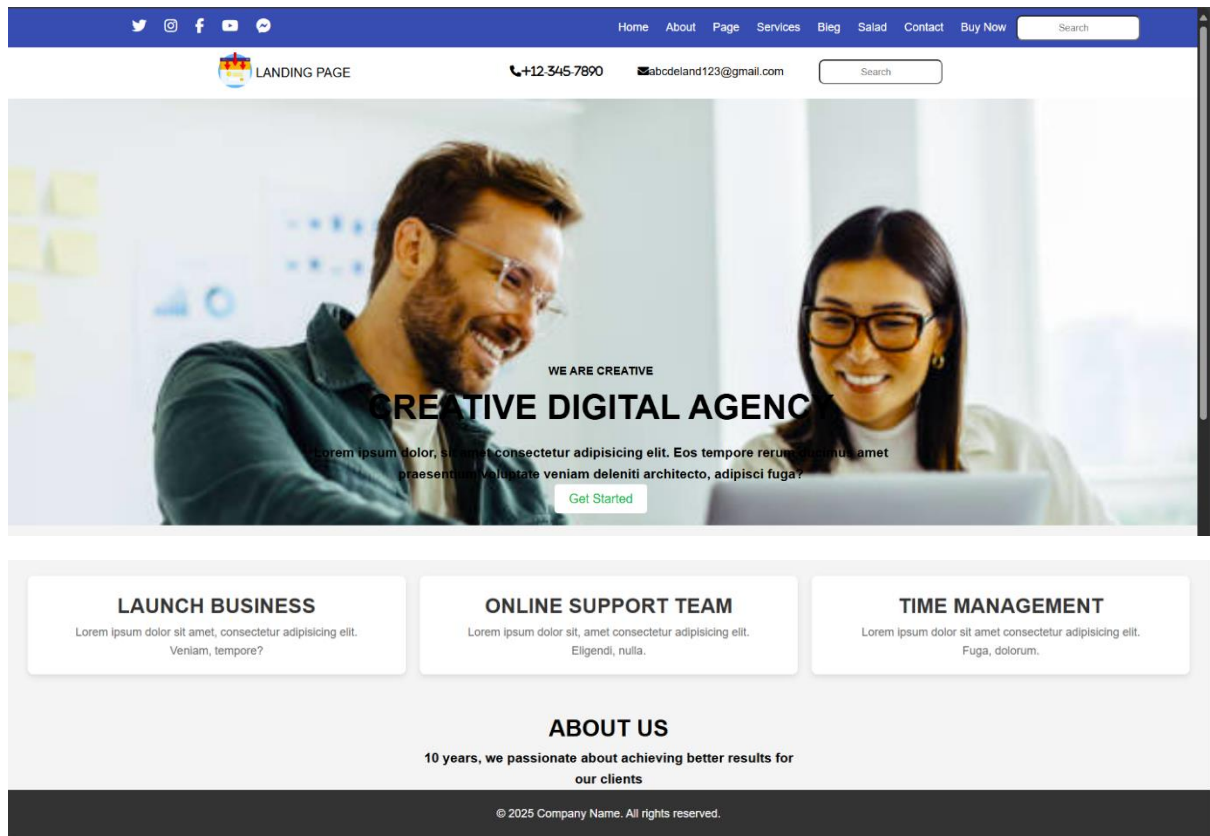 Home About Page Services Bieg Salad Contact Buy Now Search
LANDING PAGE +12-345-7890 abcdeland123@gmail.com Search
WE ARE CREATIVE
CREATIVE DIGITAL AGENCY
Lorem ipsum dolor, sit amet consectetur adipisicing elit. Eos tempore rerum ducimus amet
praesentium voluptate veniam deleniti architecto, adipisci fuga?
Get Started
LAUNCH BUSINESS
Lorem ipsum dolor sit amet, consectetur adipisicing elit.
Veniam, tempore?
ONLINE SUPPORT TEAM
Lorem ipsum dolor sit, amet consectetur adipisicing elit.
Eligendi, nulla.
TIME MANAGEMENT
Lorem ipsum dolor sit amet consectetur adipisicing elit.
Fuga, dolorum.
ABOUT US
10 years, we passionate about achieving better results for
our clients
© 2025 Company Name. All rights reserved.